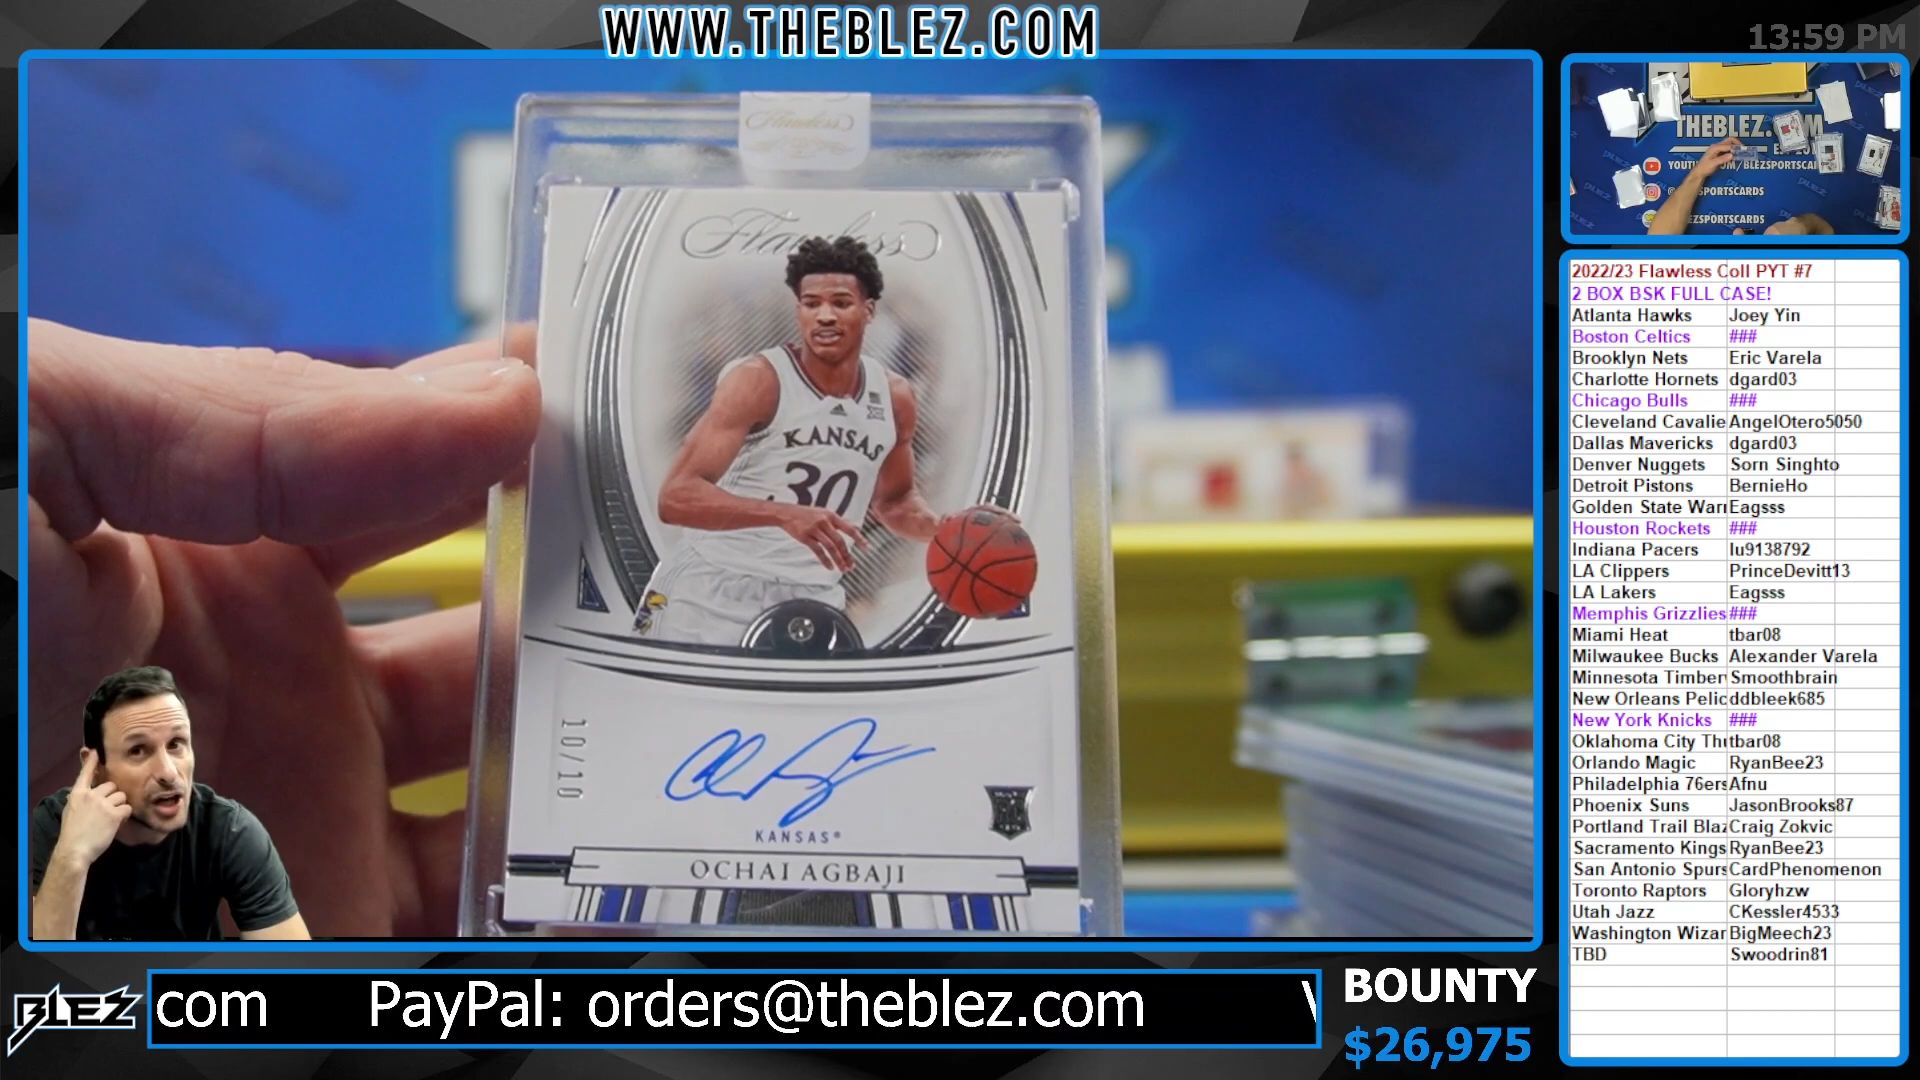 WWW.THEBLEZ.COM
13:59 PM
Flawless
Flawless
KANSAS
30
10/10
KANSAS®
RC
OCHAI AGBAJI
THEBLEZ.
SPORTSCARDS
EZSPORTSCARDS
2022/23 Flawless Coll PYT #7
2 BOX BSK FULL CASE!
Atlanta Hawks Joey Yin
Boston Celtics ###
Brooklyn Nets Eric Varela
Charlotte Hornets dgard03
Chicago Bulls ###
Cleveland Cavalie AngelOtero5050
Dallas Mavericks dgard03
Denver Nuggets Sorn Singhto
Detroit Pistons BernieHo
Golden State Warr Eagsss
Houston Rockets ###
Indiana Pacers lu9138792
LA Clippers PrinceDevitt13
LA Lakers Eagsss
Memphis Grizzlies ###
Miami Heat tbar08
Milwaukee Bucks Alexander Varela
Minnesota Timber Smoothbrain
New Orleans Pelic ddbleek685
New York Knicks ###
Oklahoma City Thu tbar08
Orlando Magic RyanBee23
Philadelphia 76ers Afnu
Phoenix Suns JasonBrooks87
Portland Trail Blaz Craig Zokvic
Sacramento Kings RyanBee23
San Antonio Spurs CardPhenomenon
Toronto Raptors Gloryhzw
Utah Jazz CKessler4533
Washington Wizar BigMeech23
TBD Swoodrin81
BLEZ
com PayPal: orders@theblez.com
BOUNTY
$26,975